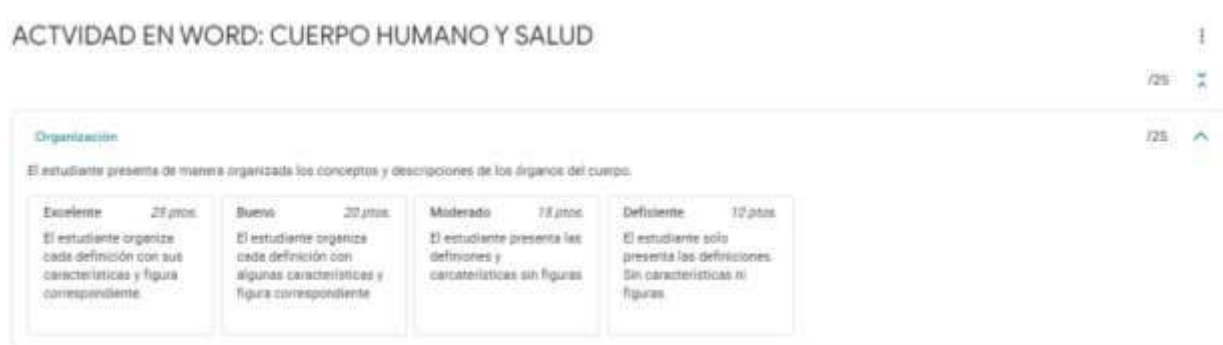 ACTVIDAD EN WORD: CUERPO HUMANO Y SALUD
/25
Organización
/25
El estudiante presenta de manera organizada los conceptos y descripciones de los órganos del cuerpo.
Excelente 25 ptos.
El estudiante organiza
cada definición con sus
características y figura
correspondiente.
Bueno 20 ptos.
El estudiante organiza
cada definición con
algunas características y
figura correspondiente
Moderado 15 ptos.
El estudiante presenta las
definiones y
carcaterísticas sin figuras
Defisiente 10 ptos.
El estudiante solo
presenta las definiciones.
Sin características ni
figuras